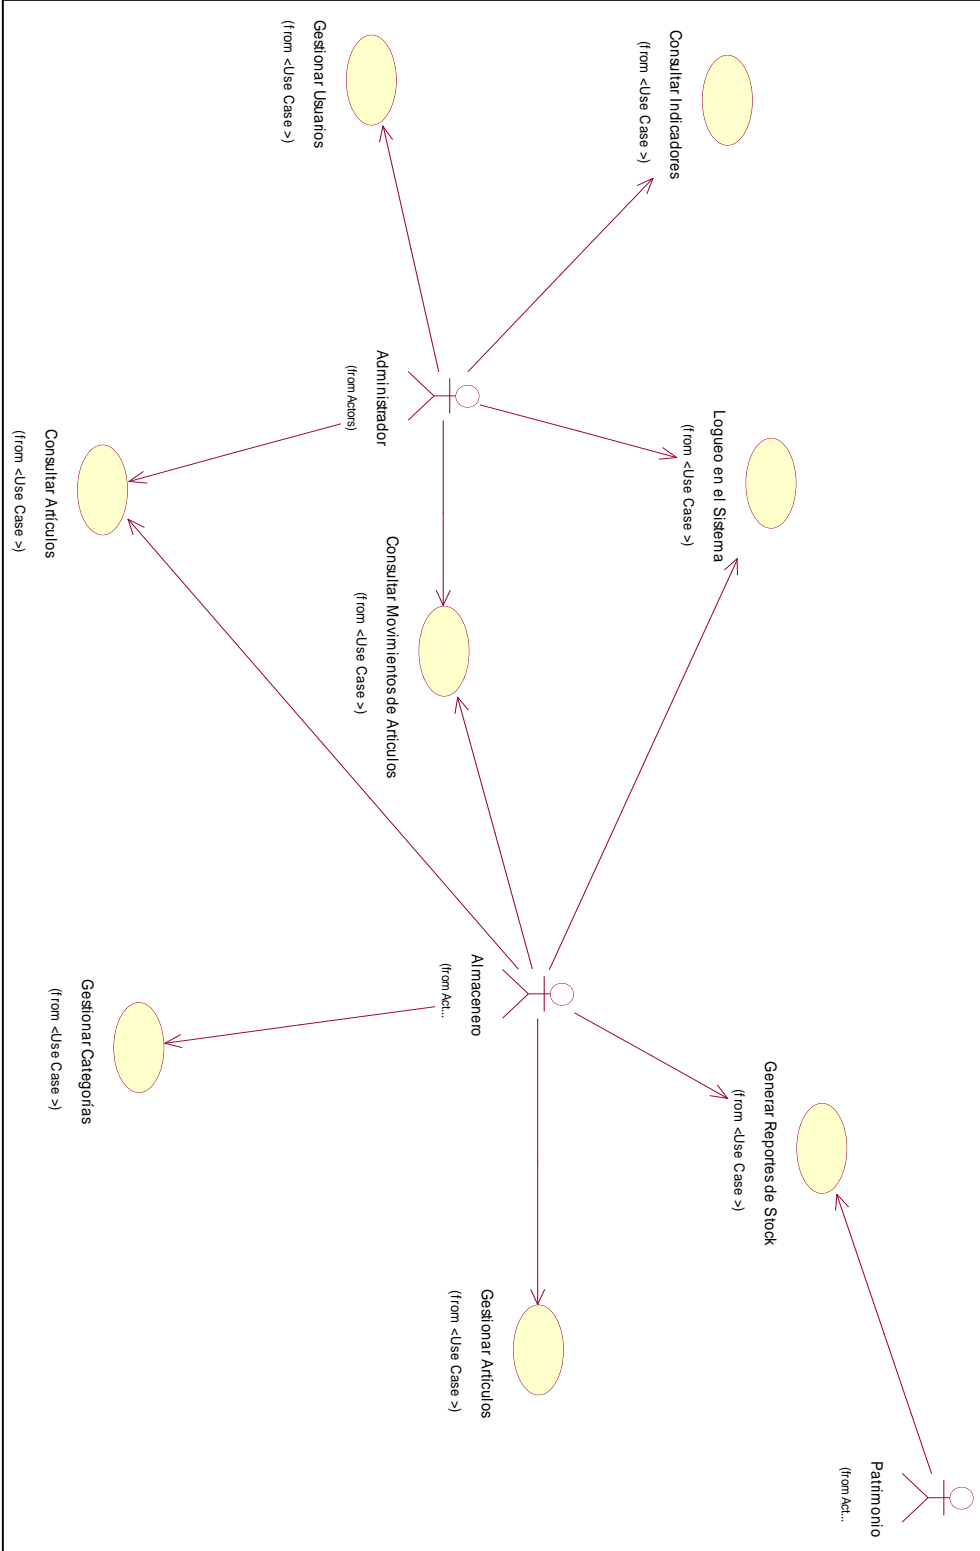 Patrimonio
(from Act...
Generar Reportes de Stock
(from <Use Case >)
Logueo en el Sistema
(from <Use Case >)
Consultar Indicadores
(from <Use Case >)
Gestionar Artículos
(from <Use Case >)
Almacenero
(from Act...
Consultar Movimientos de Articulos
(from <Use Case >)
Administrador
(from Actors)
Gestionar Usuarios
(from <Use Case >)
Gestionar Categorías
(from <Use Case >)
Consultar Artículos
(from <Use Case >)